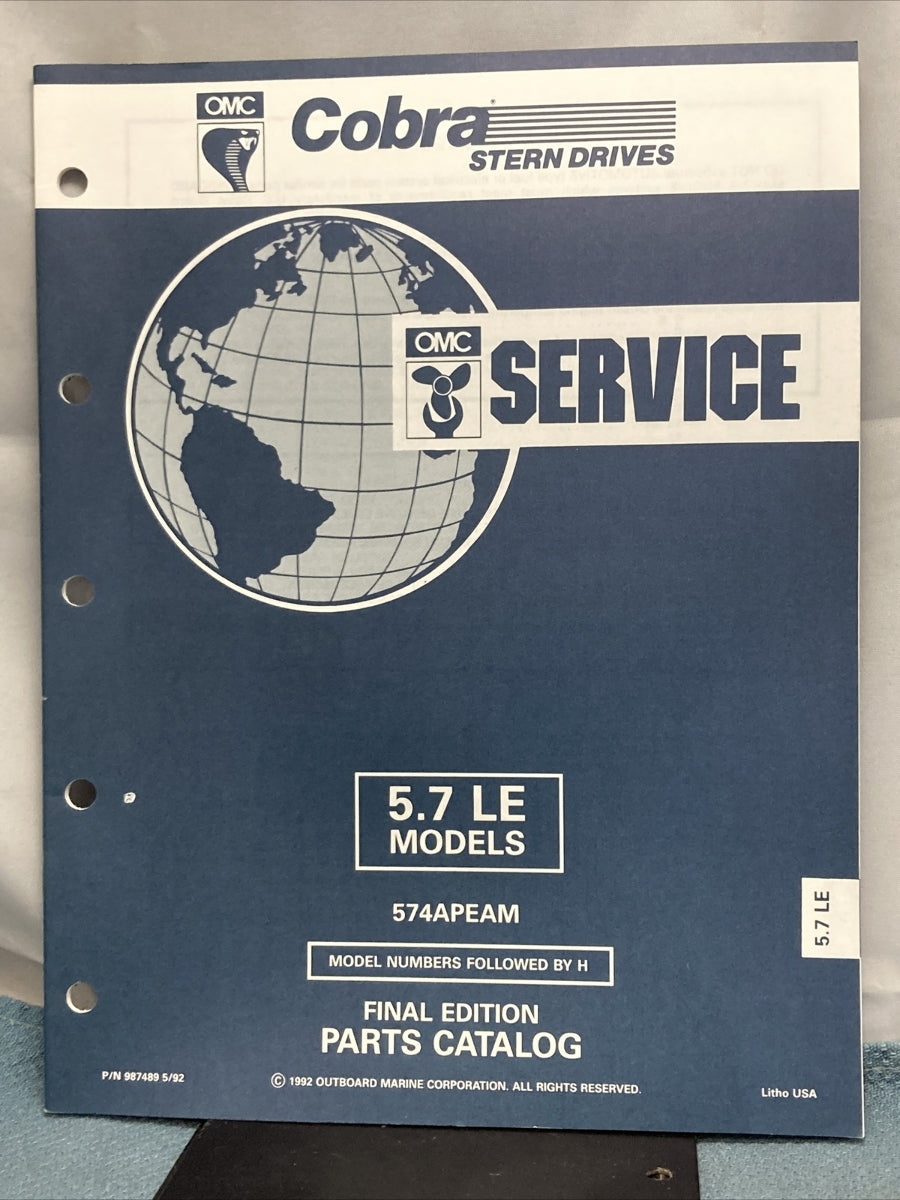 OMC
Cobra®
STERN DRIVES
OMC
SERVICE
5.7 LE
MODELS
574APEAM
5.7 LE
MODEL NUMBERS FOLLOWED BY H
FINAL EDITION
PARTS CATALOG
P/N 987489 5/92
© 1992 OUTBOARD MARINE CORPORATION. ALL RIGHTS RESERVED.
Litho USA